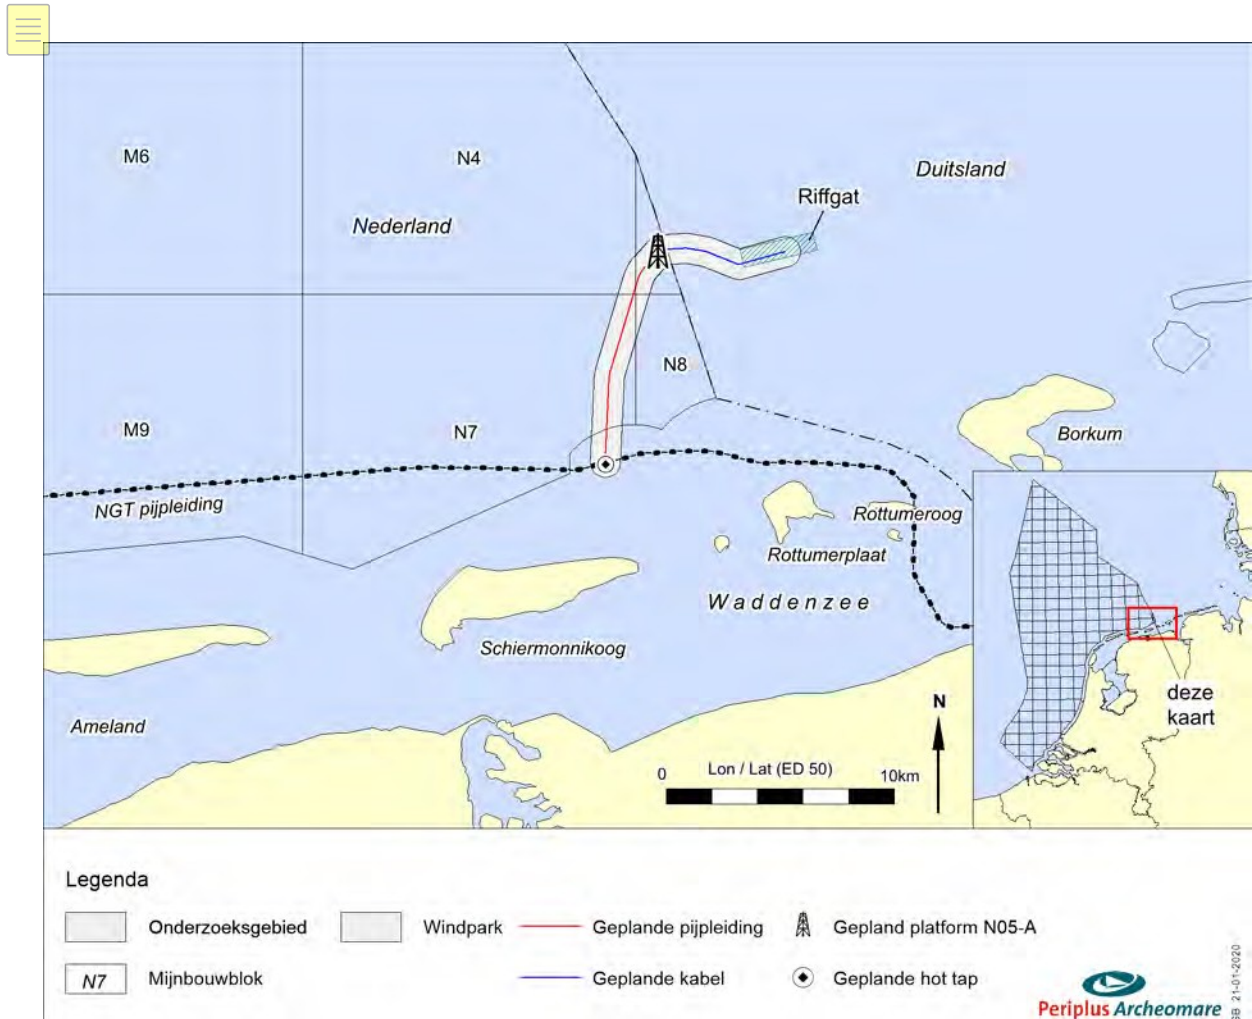 M6
N4
Duitsland
Riffgat
Nederland
N8
M9
N7
Borkum
NGT pijpleiding
Rottumeroog
Rottumerplaat
Waddenzee
Schiermonnikoog
deze
kaart
Ameland
N
0 Lon / Lat (ED 50) 10km
Legenda
Onderzoeksgebied
Windpark
Geplande pijpleiding
Gepland platform N05-A
N7
Mijnbouwblok
Geplande kabel
Geplande hot tap
Periplus Archeomare
SB 21-01-2020